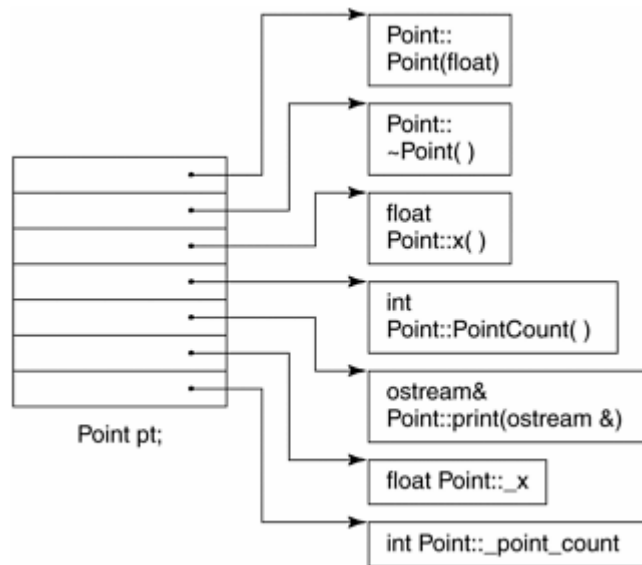 Point::
Point(float)
Point::
~Point( )
float
Point::x( )
int
Point::PointCount( )
ostream&
Point::print(ostream &)
Point pt;
float Point::_x
int Point::_point_count